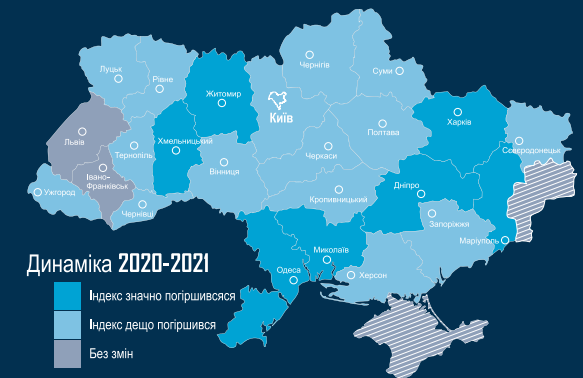 Луцьк
Рівне
Житомир
Чернігів
Суми
Київ
Львів
Тернопіль
Хмельницький
Полтава
Харків
Сєвєродонецьк
Івано-
Франківськ
Вінниця
Черкаси
Ужгород
Чернівці
Кропивницький
Дніпро
Запоріжжя
Маріуполь
Миколаїв
Одеса
Херсон
Динаміка 2020-2021
Індекс значно погіршивсяся
Індекс дещо погіршився
Без змін